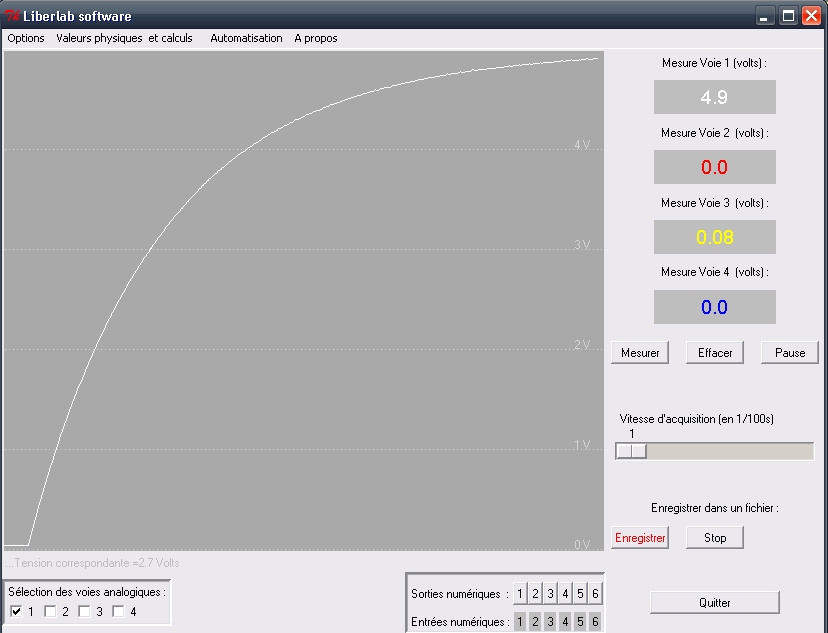 Liberlab software
Options Valeurs physiques et calculs Automatisation A propos
Mesure Voie 1 (volts) :
4.9
Mesure Voie 2 (volts) :
0.0
Mesure Voie 3 (volts) :
0.08
Mesure Voie 4 (volts) :
0.0
4 V
3 V
2 V
1 V
0 V
Mesurer Effacer Pause
Vitesse d'acquisition (en 1/100s)
1
Enregistrer dans un fichier :
Enregistrer Stop
Quitter
...Tension correspondante =2.7 Volts
Sélection des voies analogiques :
1 2 3 4
Sorties numériques : 1 2 3 4 5 6
Entrées numériques : 1 2 3 4 5 6